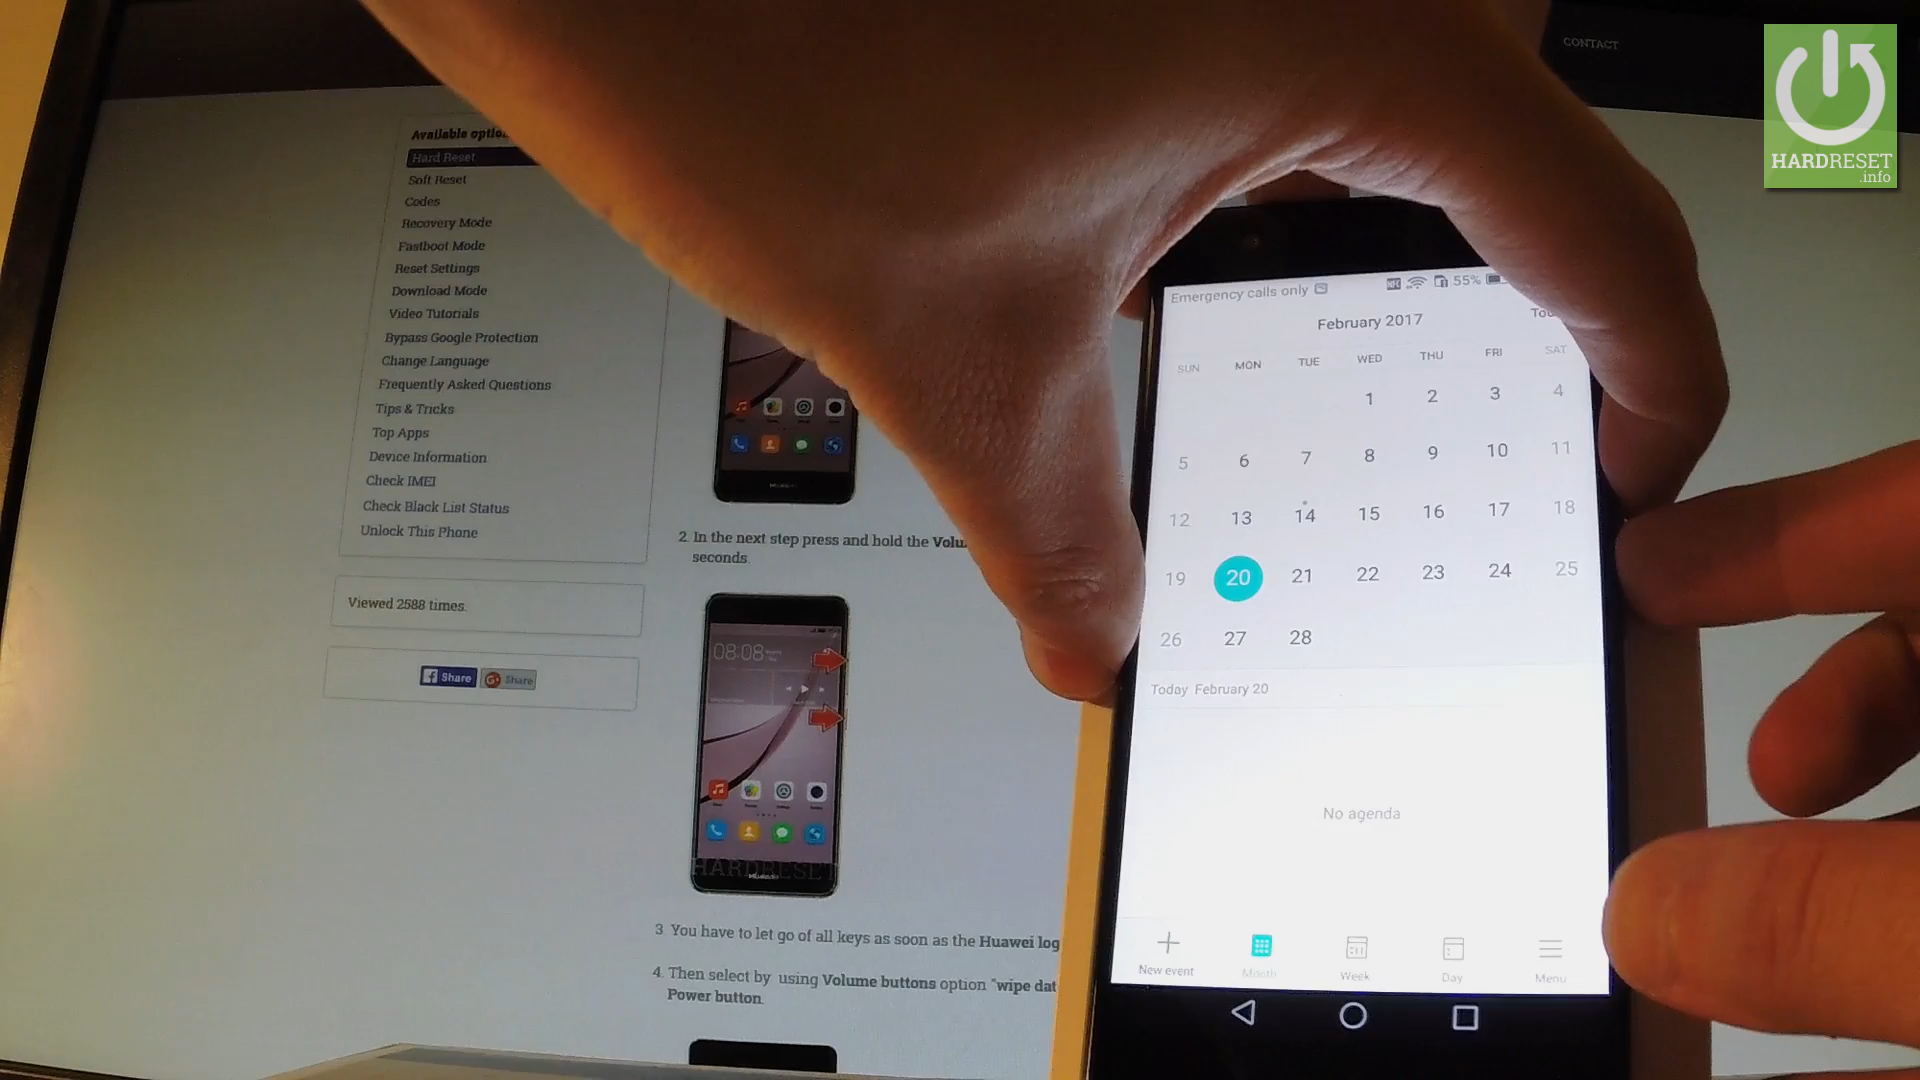 CONTACT
HARDRESET
.info
Available
Hard Reset
Soft Reset
Codes
Recovery Mode
Fastboot Mode
Reset Settings
Download Mode
Video Tutorials
Bypass Google Protection
Change Language
Frequently Asked Questions
Tips & Tricks
Top Apps
Device Information
Check IMEI
Check Black List Status
Unlock This Phone
Viewed 2588 times.
Share
Share
2. In the next step press and hold the
seconds.
08:08
HARDRESET
HUAWEI
3 You have to let go of all keys as soon as the Huawei
4. Then select by using Volume buttons option "wipe
Power button
Emergency calls only
55%
February 2017
SUN MON TUE WED THU FRI SAT
1 2 3 4
5 6 7 8 9 10 11
12 13 14 15 16 17 18
19 20 21 22 23 24 25
26 27 28
Today February 20
No agenda
New event
Month
Week
Day
Menu